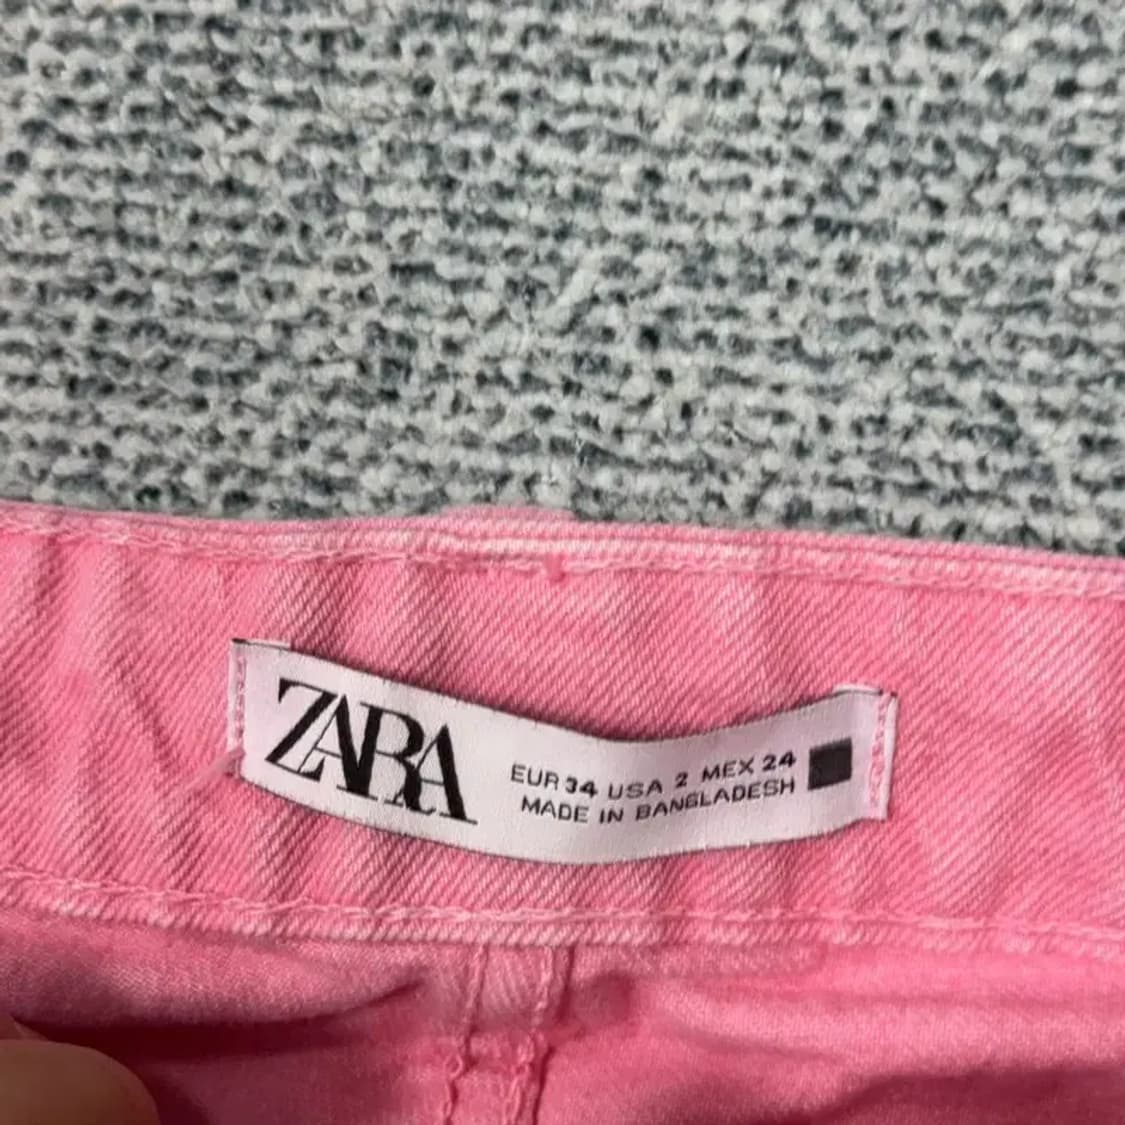 ZARA
EUR 34 USA 2 MEX 24
MADE IN BANGLADESH